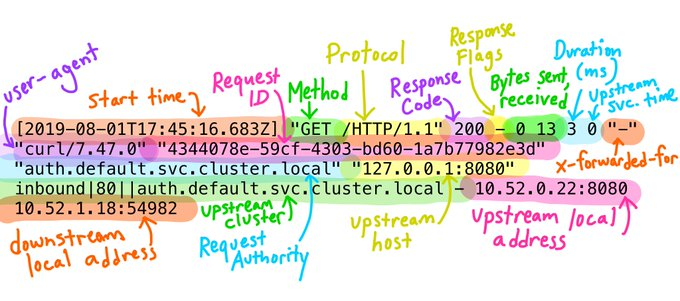 user-agent
Start time
Request ID
Method
Protocol
Response Code
Response Flags
Bytes sent, received
Duration (ms)
upstream svc. time
[2019-08-01T17:45:16.683Z] "GET /HTTP/1.1" 200 - 0 13 3 0 "-"
"curl/7.47.0" "4344078e-59cf-4303-bd60-1a7b77982e3d"
"auth.default.svc.cluster.local" "127.0.0.1:8080"
inbound|80||auth.default.svc.cluster.local - 10.52.0.22:8080
10.52.1.18:54982
x-forwarded-for
downstream local address
upstream cluster
Request Authority
upstream host
upstream local address